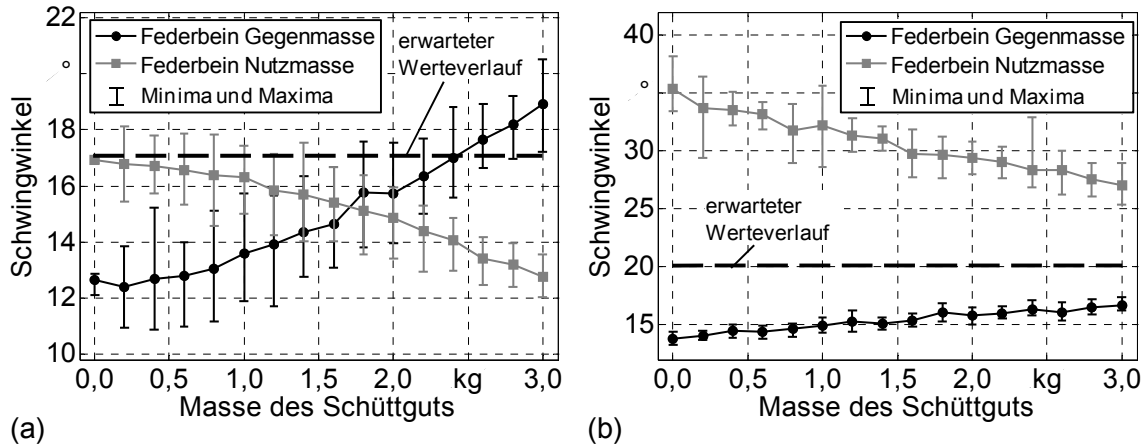 22
°
18
16
14
12
10
Schwingwinkel
Federbein Gegenmasse
Federbein Nutzmasse
Minima und Maxima
erwarteter
Werteverlauf
0,0 0,5 1,0 1,5 2,0 kg 3,0
Masse des Schüttguts
(a)
40
°
30
25
20
15
Schwingwinkel
Federbein Gegenmasse
Federbein Nutzmasse
Minima und Maxima
erwarteter
Werteverlauf
0,0 0,5 1,0 1,5 2,0 kg 3,0
Masse des Schüttguts
(b)